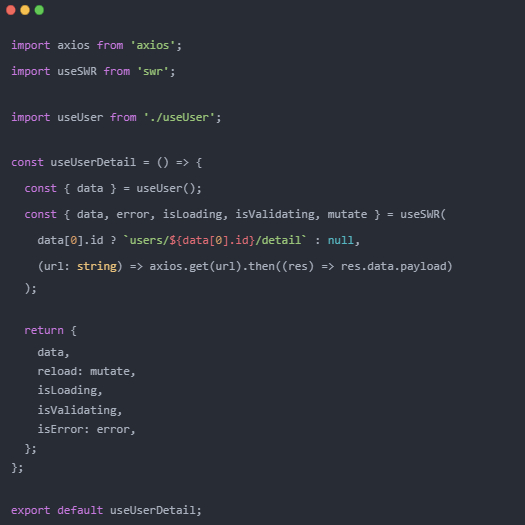 import axios from 'axios';
import useSWR from 'swr';
import useUser from './useUser';
const useUserDetail = () => {
const { data } = useUser();
const { data, error, isLoading, isValidating, mutate } = useSWR(
data[0].id ? `users/${data[0].id}/detail` : null,
(url: string) => axios.get(url).then((res) => res.data.payload)
);
return {
data,
reload: mutate,
isLoading,
isValidating,
isError: error,
};
};
export default useUserDetail;